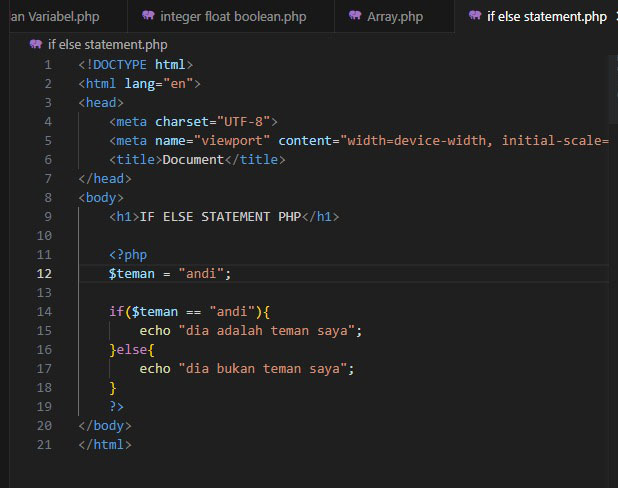 an Variabel.php integer float boolean.php Array.php if else statement.php
if else statement.php
1 <!DOCTYPE html>
2 <html lang="en">
3 <head>
4 <meta charset="UTF-8">
5 <meta name="viewport" content="width=device-width, initial-scale=
6 <title>Document</title>
7 </head>
8 <body>
9 <h1>IF ELSE STATEMENT PHP</h1>
10
11 <?php
12 $teman = "andi";
13
14 if($teman == "andi"){
15 echo "dia adalah teman saya";
16 }else{
17 echo "dia bukan teman saya";
18 }
19 ?>
20 </body>
21 </html>